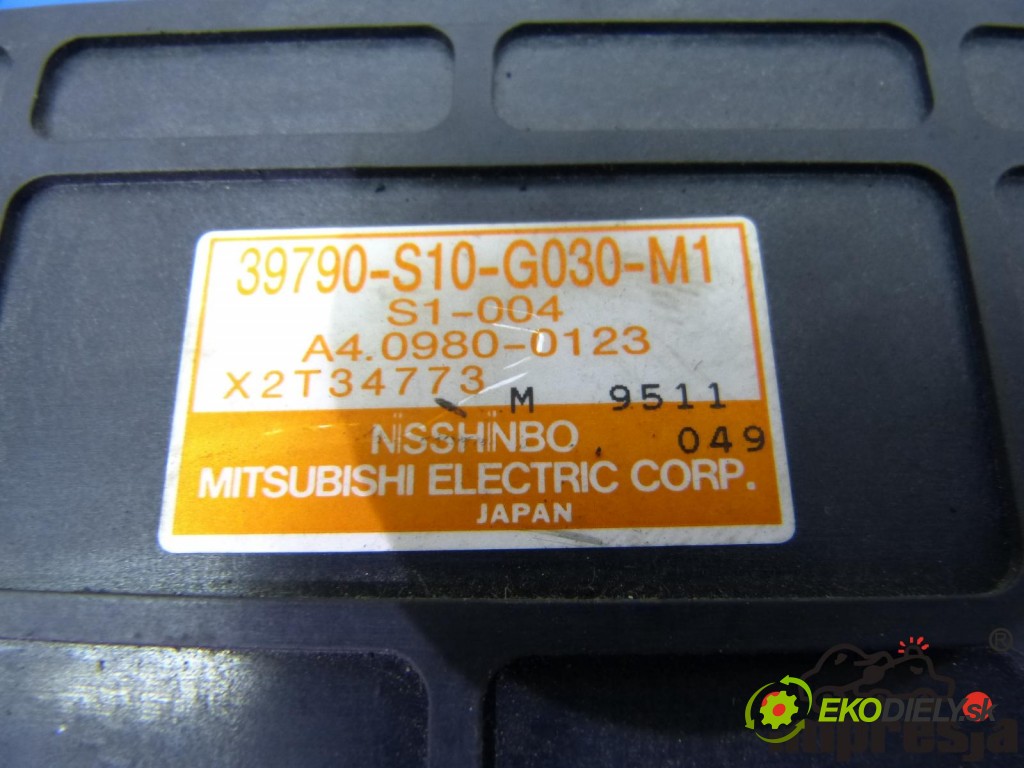 39790-S10-G030-M1
S1-004
A4.0980-0123
X2T34773
M 9511
NISSHINBO 049
MITSUBISHI ELECTRIC CORP.
JAPAN
®
EKODIELY.sk